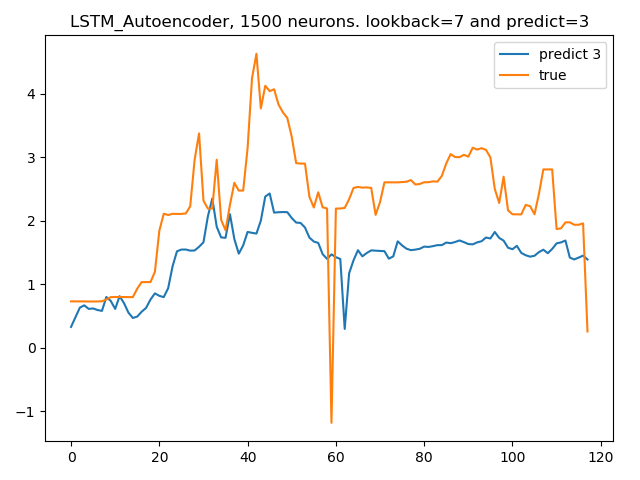 LSTM_Autoencoder, 1500 neurons. lookback=7 and predict=3
predict 3
true
4
3
2
1
0
−1
0 20 40 60 80 100 120